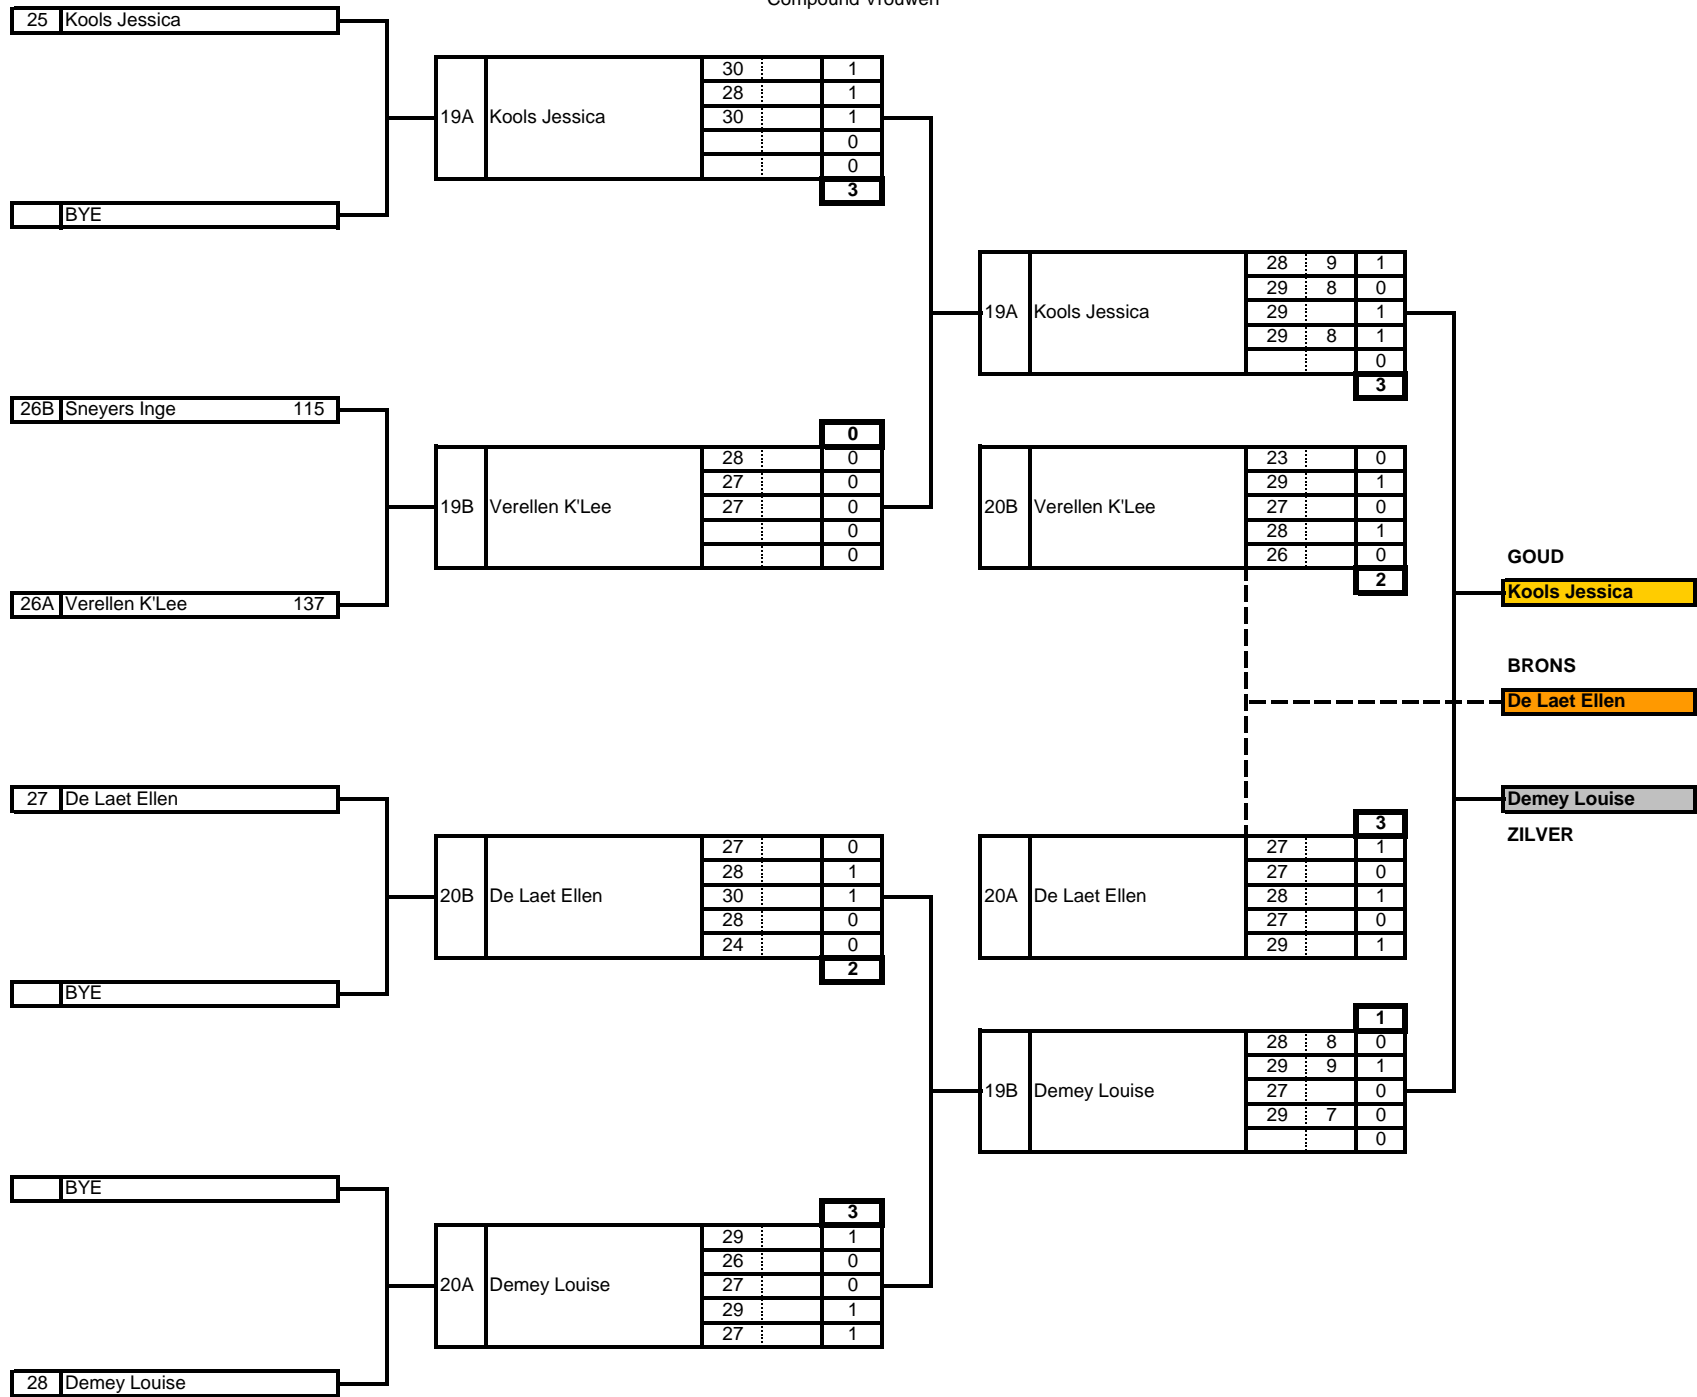 Compound Vrouwen
25 Kools Jessica
BYE
26B Sneyers Inge 115
26A Verellen K'Lee 137
27 De Laet Ellen
BYE
BYE
28 Demey Louise
19A Kools Jessica
30 1
28 1
30 1
0
0
3
0
19B Verellen K'Lee
28 0
27 0
27 0
0
0
20B De Laet Ellen
27 0
28 1
30 1
28 0
24 0
2
3
20A Demey Louise
29 1
26 0
27 0
29 1
27 1
19A Kools Jessica
28 9 1
29 8 0
29 1
29 8 1
0
3
20B Verellen K'Lee
23 0
29 1
27 0
28 1
26 0
2
3
20A De Laet Ellen
27 1
27 0
28 1
27 0
29 1
1
19B Demey Louise
28 8 0
29 9 1
27 0
29 7 0
0
GOUD
Kools Jessica
BRONS
De Laet Ellen
Demey Louise
ZILVER